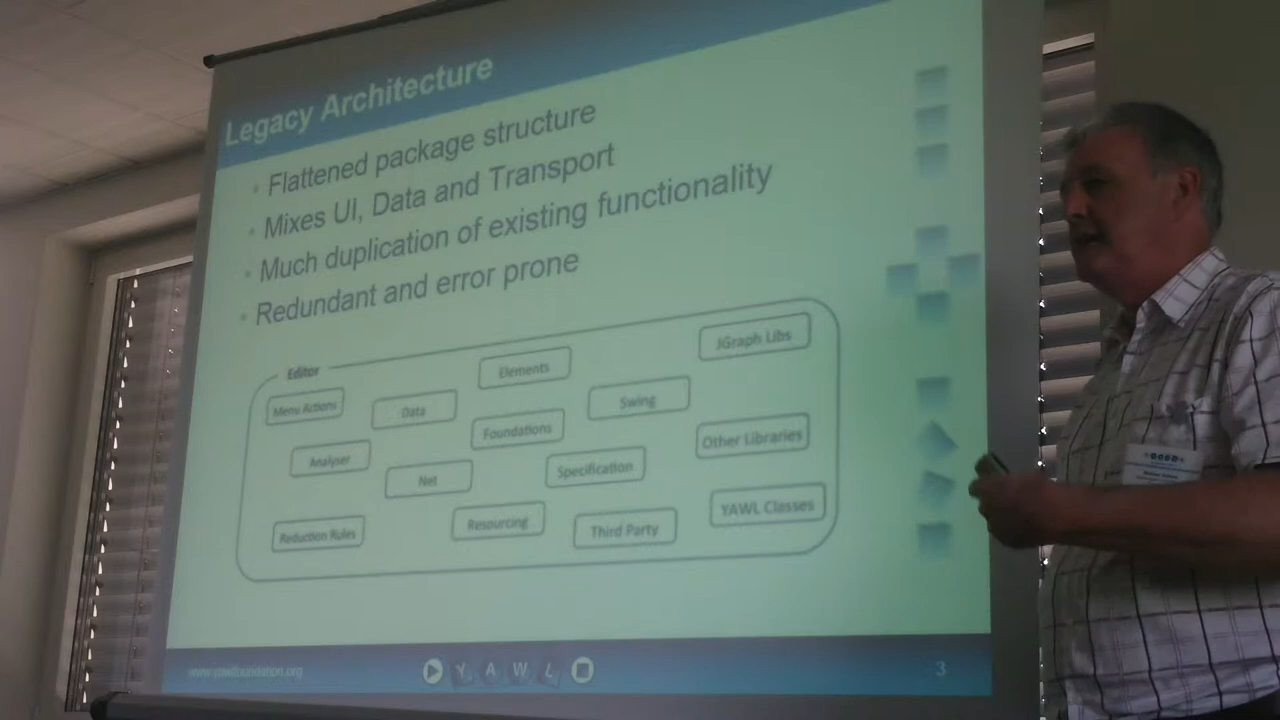 Legacy Architecture
Flattened package structure
Mixes UI, Data and Transport
Much duplication of existing functionality
Redundant and error prone
Editor
Elements
JGraph Libs
Menu Actions
Data
Swing
Foundations
Other Libraries
Analyser
Net
Specification
Reduction Rules
Resourcing
Third Party
YAWL Classes
www.yawlfoundation.org
YAWL
3